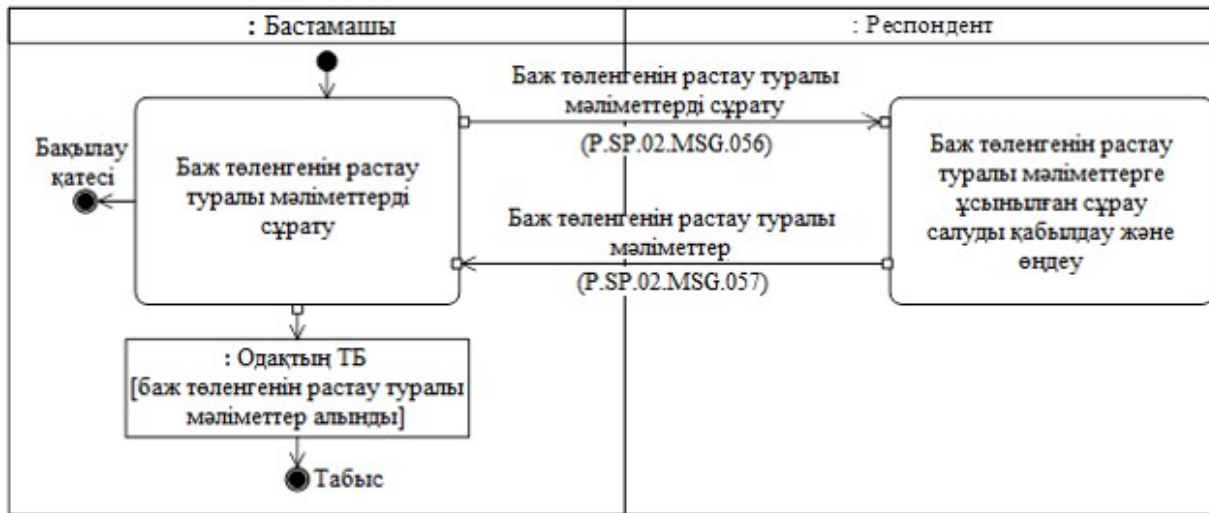 : Бастамашы
: Респондент
Баж төленгенін растау туралы
мәліметтерді сұрату
(P.SP.02.MSG.056)
Бақылау
қатесі
Баж төленгенін растау
туралы мәліметтерді
сұрату
Баж төленгенін растау
туралы мәліметтерге
ұсынылған сұрау
салуды қабылдау және
өңдеу
Баж төленгенін растау туралы
мәліметтер
(P.SP.02.MSG.057)
: Одақтың ТБ
[баж төленгенін растау туралы
мәліметтер алынды]
Табыс